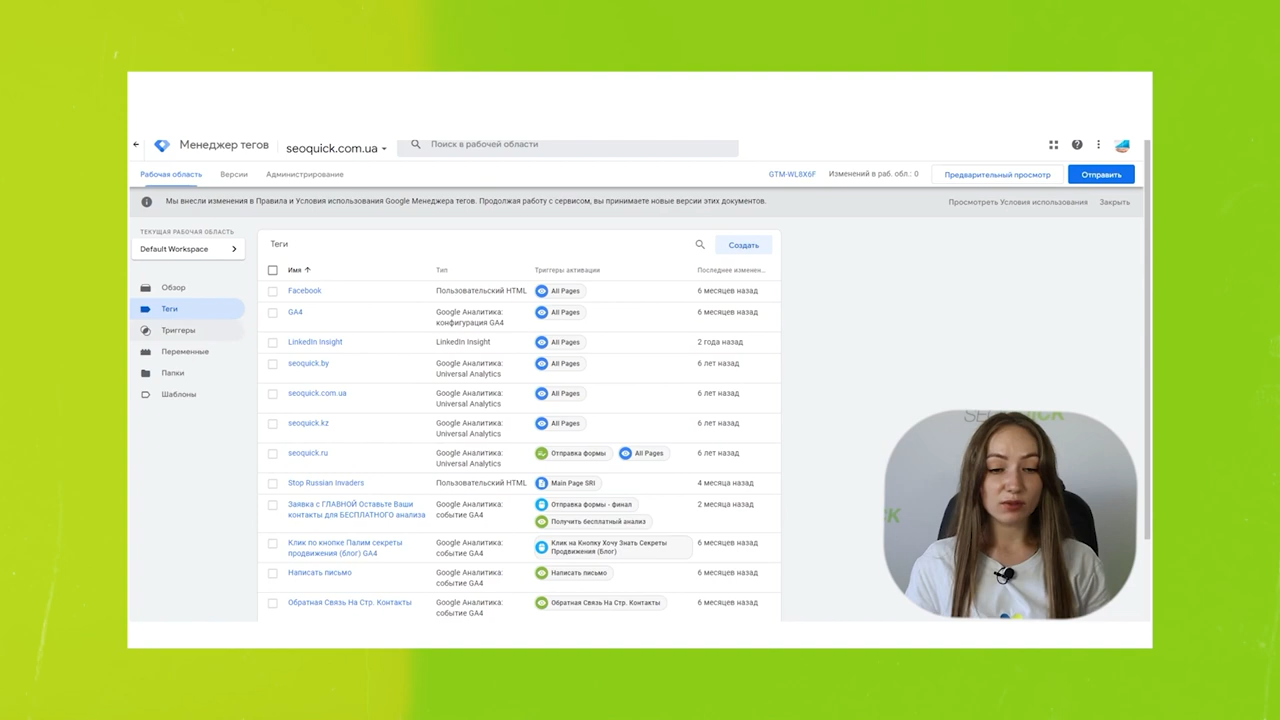 Менеджер тегов
seoquick.com.ua
Поиск в рабочей области
Рабочая область Версии Администрирование GTM-WL8X6F Изменений в раб. обл.: 0 Предварительный просмотр Отправить
Мы внесли изменения в Правила и Условия использования Google Менеджера тегов. Продолжая работу с сервисом, вы принимаете новые версии этих документов. Просмотреть Условия использования Закрыть
ТЕКУЩАЯ РАБОЧАЯ ОБЛАСТЬ
Default Workspace
Обзор
Теги
Триггеры
Переменные
Папки
Шаблоны
Теги Создать
Имя Тип Триггеры активации Последнее изменен...
Facebook Пользовательский HTML All Pages 6 месяцев назад
GA4 Google Аналитика: All Pages 6 месяцев назад
конфигурация GA4
LinkedIn Insight LinkedIn Insight All Pages 2 года назад
seoquick.by Google Аналитика: All Pages 6 лет назад
Universal Analytics
seoquick.com.ua Google Аналитика: All Pages 6 лет назад
Universal Analytics
seoquick.kz Google Аналитика: All Pages 6 лет назад
Universal Analytics
seoquick.ru Google Аналитика: Отправка формы All Pages 6 лет назад
Universal Analytics
Stop Russian Invaders Пользовательский HTML Main Page SRI 4 месяца назад
Заявка с ГЛАВНОЙ Оставьте Ваши Google Аналитика: Отправка формы - финал 2 месяца назад
контакты для БЕСПЛАТНОГО анализа событие GA4 Получить бесплатный анализ
Клик по кнопке Палим секреты Google Аналитика: Клик на Кнопку Хочу Знать Секреты 6 месяцев назад
продвижения (блог) GA4 событие GA4 Продвижения (Блог)
Написать письмо Google Аналитика: Написать письмо 6 месяцев назад
событие GA4
Обратная Связь На Стр. Контакты Google Аналитика: Обратная Связь На Стр. Контакты 6 месяцев назад
событие GA4